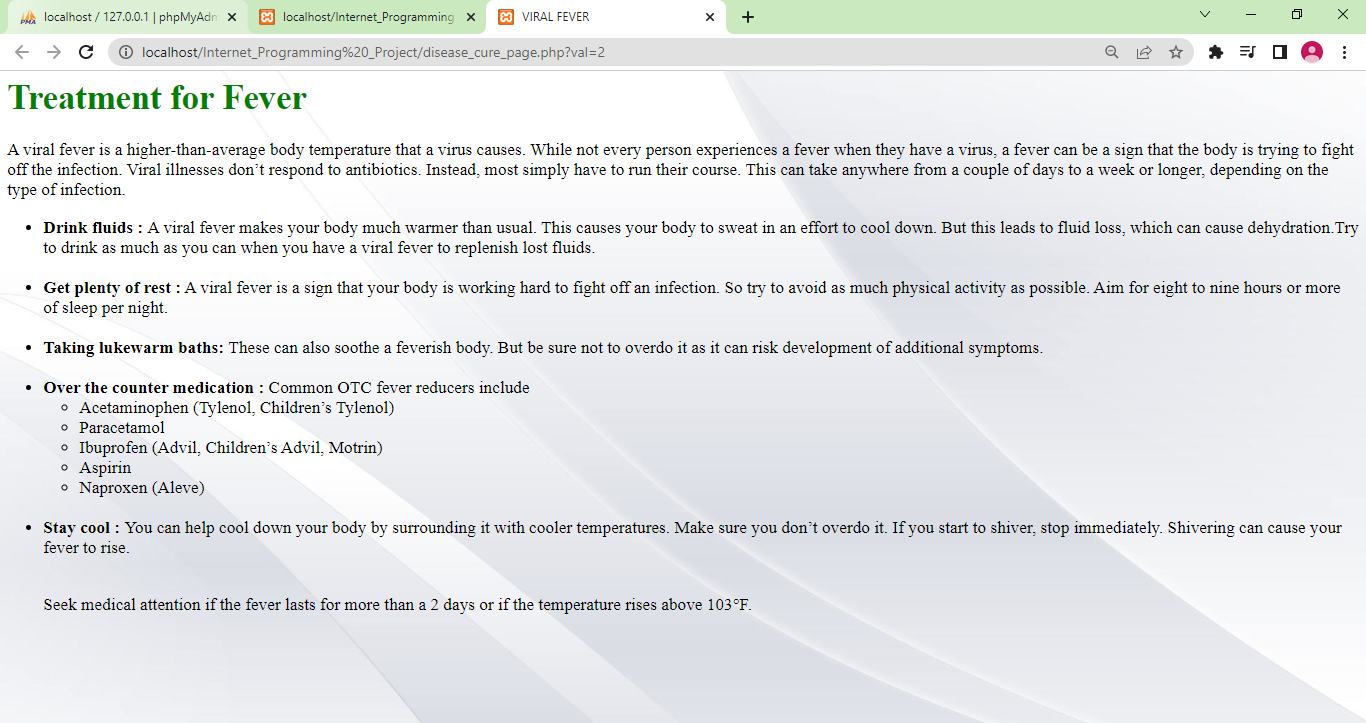 PMA localhost / 127.0.0.1 | phpMyAdm
localhost/Internet_Programming
VIRAL FEVER
localhost/Internet_Programming%20_Project/disease_cure_page.php?val=2
Treatment for Fever
A viral fever is a higher-than-average body temperature that a virus causes. While not every person experiences a fever when they have a virus, a fever can be a sign that the body is trying to fight
off the infection. Viral illnesses don’t respond to antibiotics. Instead, most simply have to run their course. This can take anywhere from a couple of days to a week or longer, depending on the
type of infection.
• Drink fluids : A viral fever makes your body much warmer than usual. This causes your body to sweat in an effort to cool down. But this leads to fluid loss, which can cause dehydration.Try
to drink as much as you can when you have a viral fever to replenish lost fluids.
• Get plenty of rest : A viral fever is a sign that your body is working hard to fight off an infection. So try to avoid as much physical activity as possible. Aim for eight to nine hours or more
of sleep per night.
• Taking lukewarm baths: These can also soothe a feverish body. But be sure not to overdo it as it can risk development of additional symptoms.
• Over the counter medication : Common OTC fever reducers include
◦ Acetaminophen (Tylenol, Children’s Tylenol)
◦ Paracetamol
◦ Ibuprofen (Advil, Children’s Advil, Motrin)
◦ Aspirin
◦ Naproxen (Aleve)
• Stay cool : You can help cool down your body by surrounding it with cooler temperatures. Make sure you don’t overdo it. If you start to shiver, stop immediately. Shivering can cause your
fever to rise.
Seek medical attention if the fever lasts for more than a 2 days or if the temperature rises above 103°F.